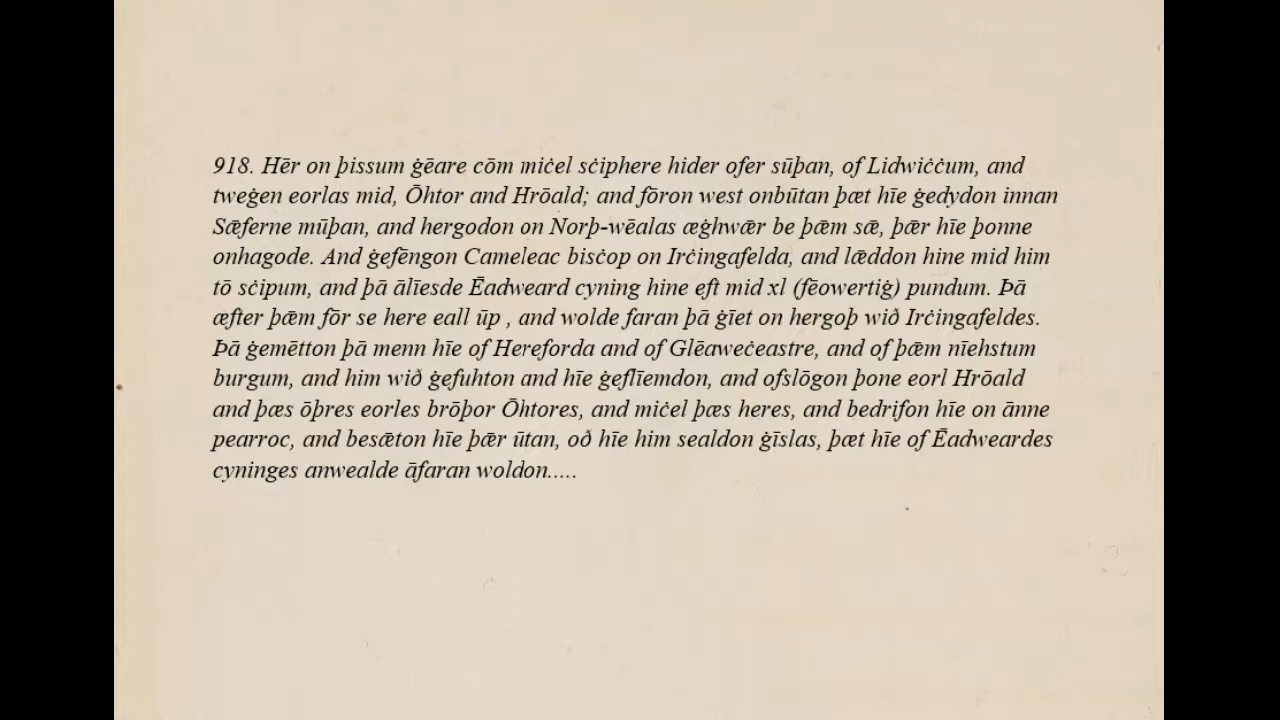 918. Hēr on þissum ġēare cōm miċel sċiphere hider ofer sūþan, of Lidwiċċum, and
tweġen eorlas mid, Ōhtor and Hrōald; and fōron west onbūtan þæt hīe ġedydon innan
Sǣferne mūþan, and hergodon on Norþ-wēalas æġhwǣr be þǣm sǣ, þǣr hīe þonne
onhagode. And ġefēngon Cameleac bisċop on Irċingafelda, and lǣddon hine mid him
tō sċipum, and þā ālīesde Ēadweard cyning hine eft mid xl (fēowertiġ) pundum. Þā
æfter þǣm fōr se here eall ūp , and wolde faran þā ġīet on hergoþ wið Irċingafeldes.
Þā ġemētton þā menn hīe of Hereforda and of Glēaweċeastre, and of þǣm nīehstum
burgum, and him wið ġefuhton and hīe ġeflīemdon, and ofslōgon þone eorl Hrōald
and þæs ōþres eorles brōþor Ōhtores, and miċel þæs heres, and bedrifon hīe on ānne
pearroc, and besǣton hīe þǣr ūtan, oð hīe him sealdon ġīslas, þæt hīe of Ēadweardes
cyninges anwealde āfaran woldon.....